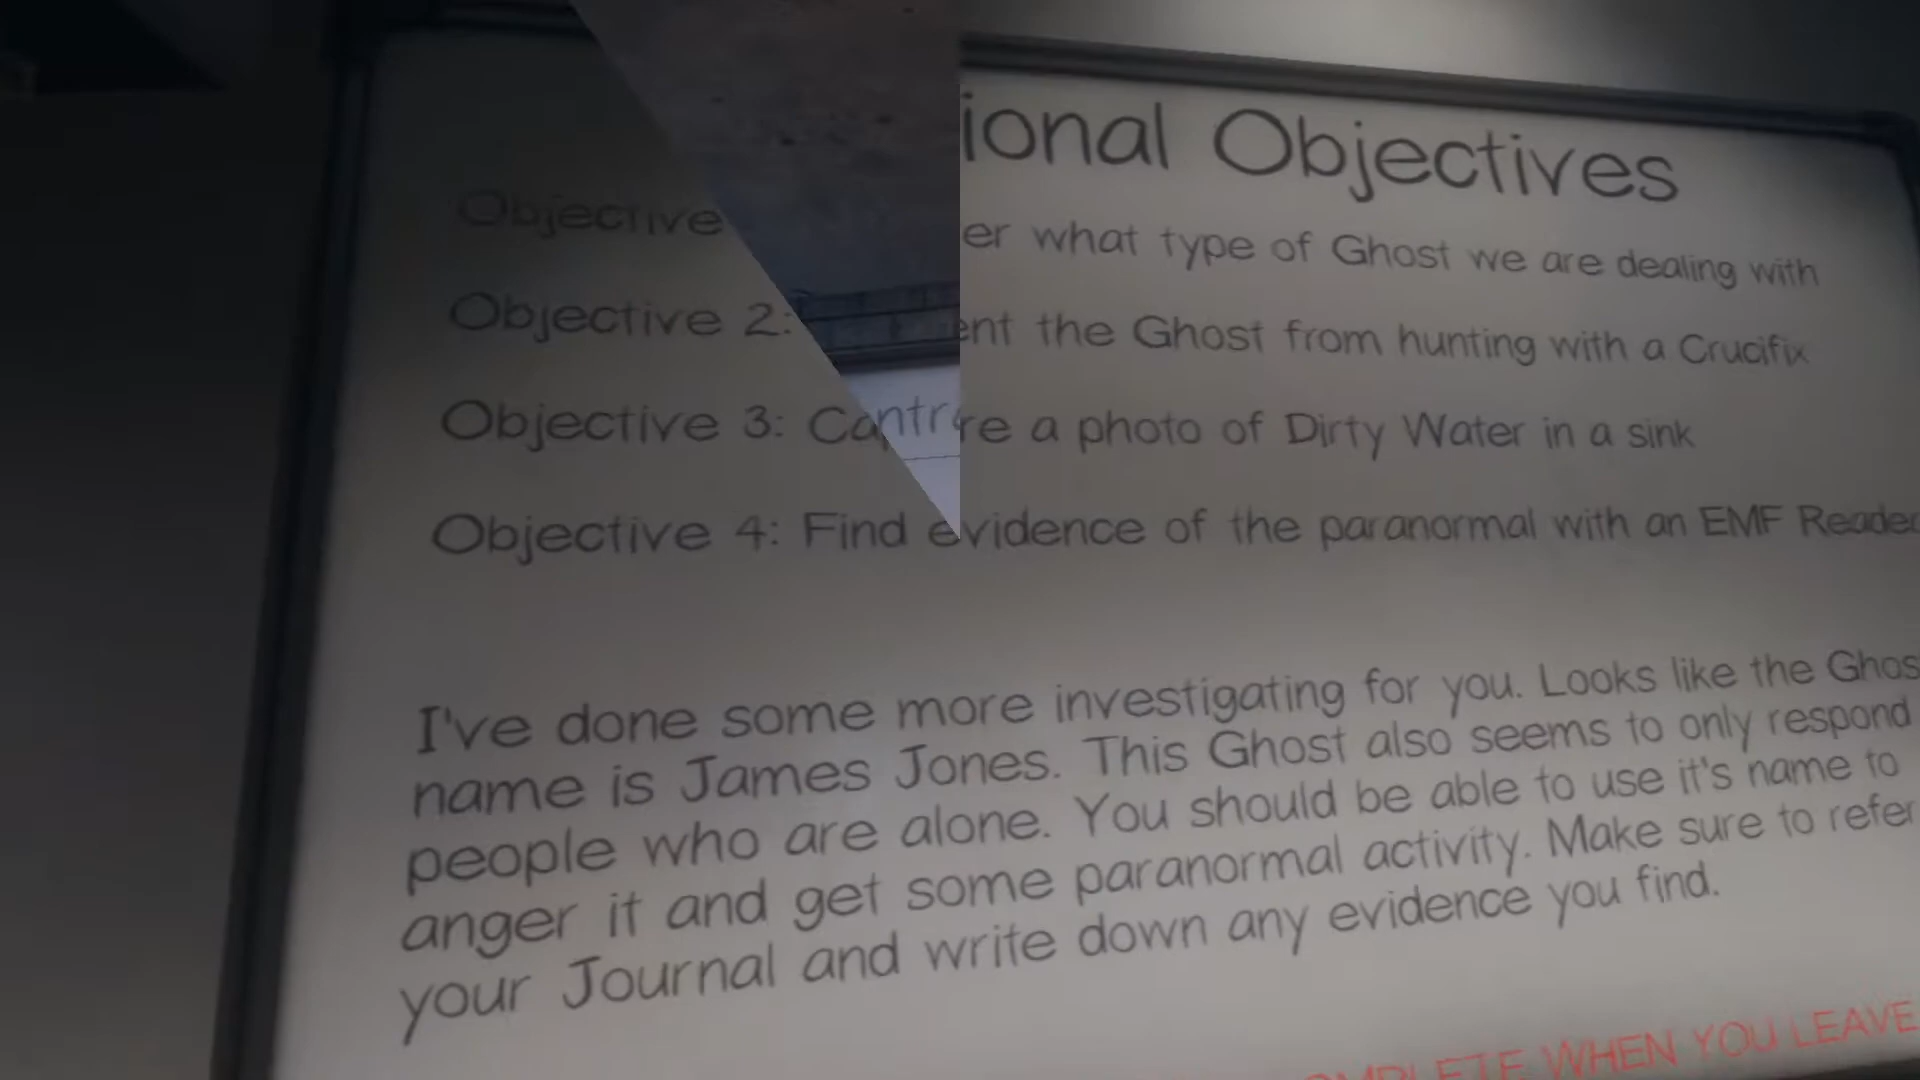 ional Objectives
Objective er what type of Ghost we are dealing with
Objective 2: ent the Ghost from hunting with a Crucifix
Objective 3: re a photo of Dirty Water in a sink
Objective 4: Find evidence of the paranormal with an EMF Reader
I've done some more investigating for you. Looks like the Ghos
name is James Jones. This Ghost also seems to only respond
people who are alone. You should be able to use it's name to
anger it and get some paranormal activity. Make sure to refer
your Journal and write down any evidence you find.
OMPLETE WHEN YOU LEAVE